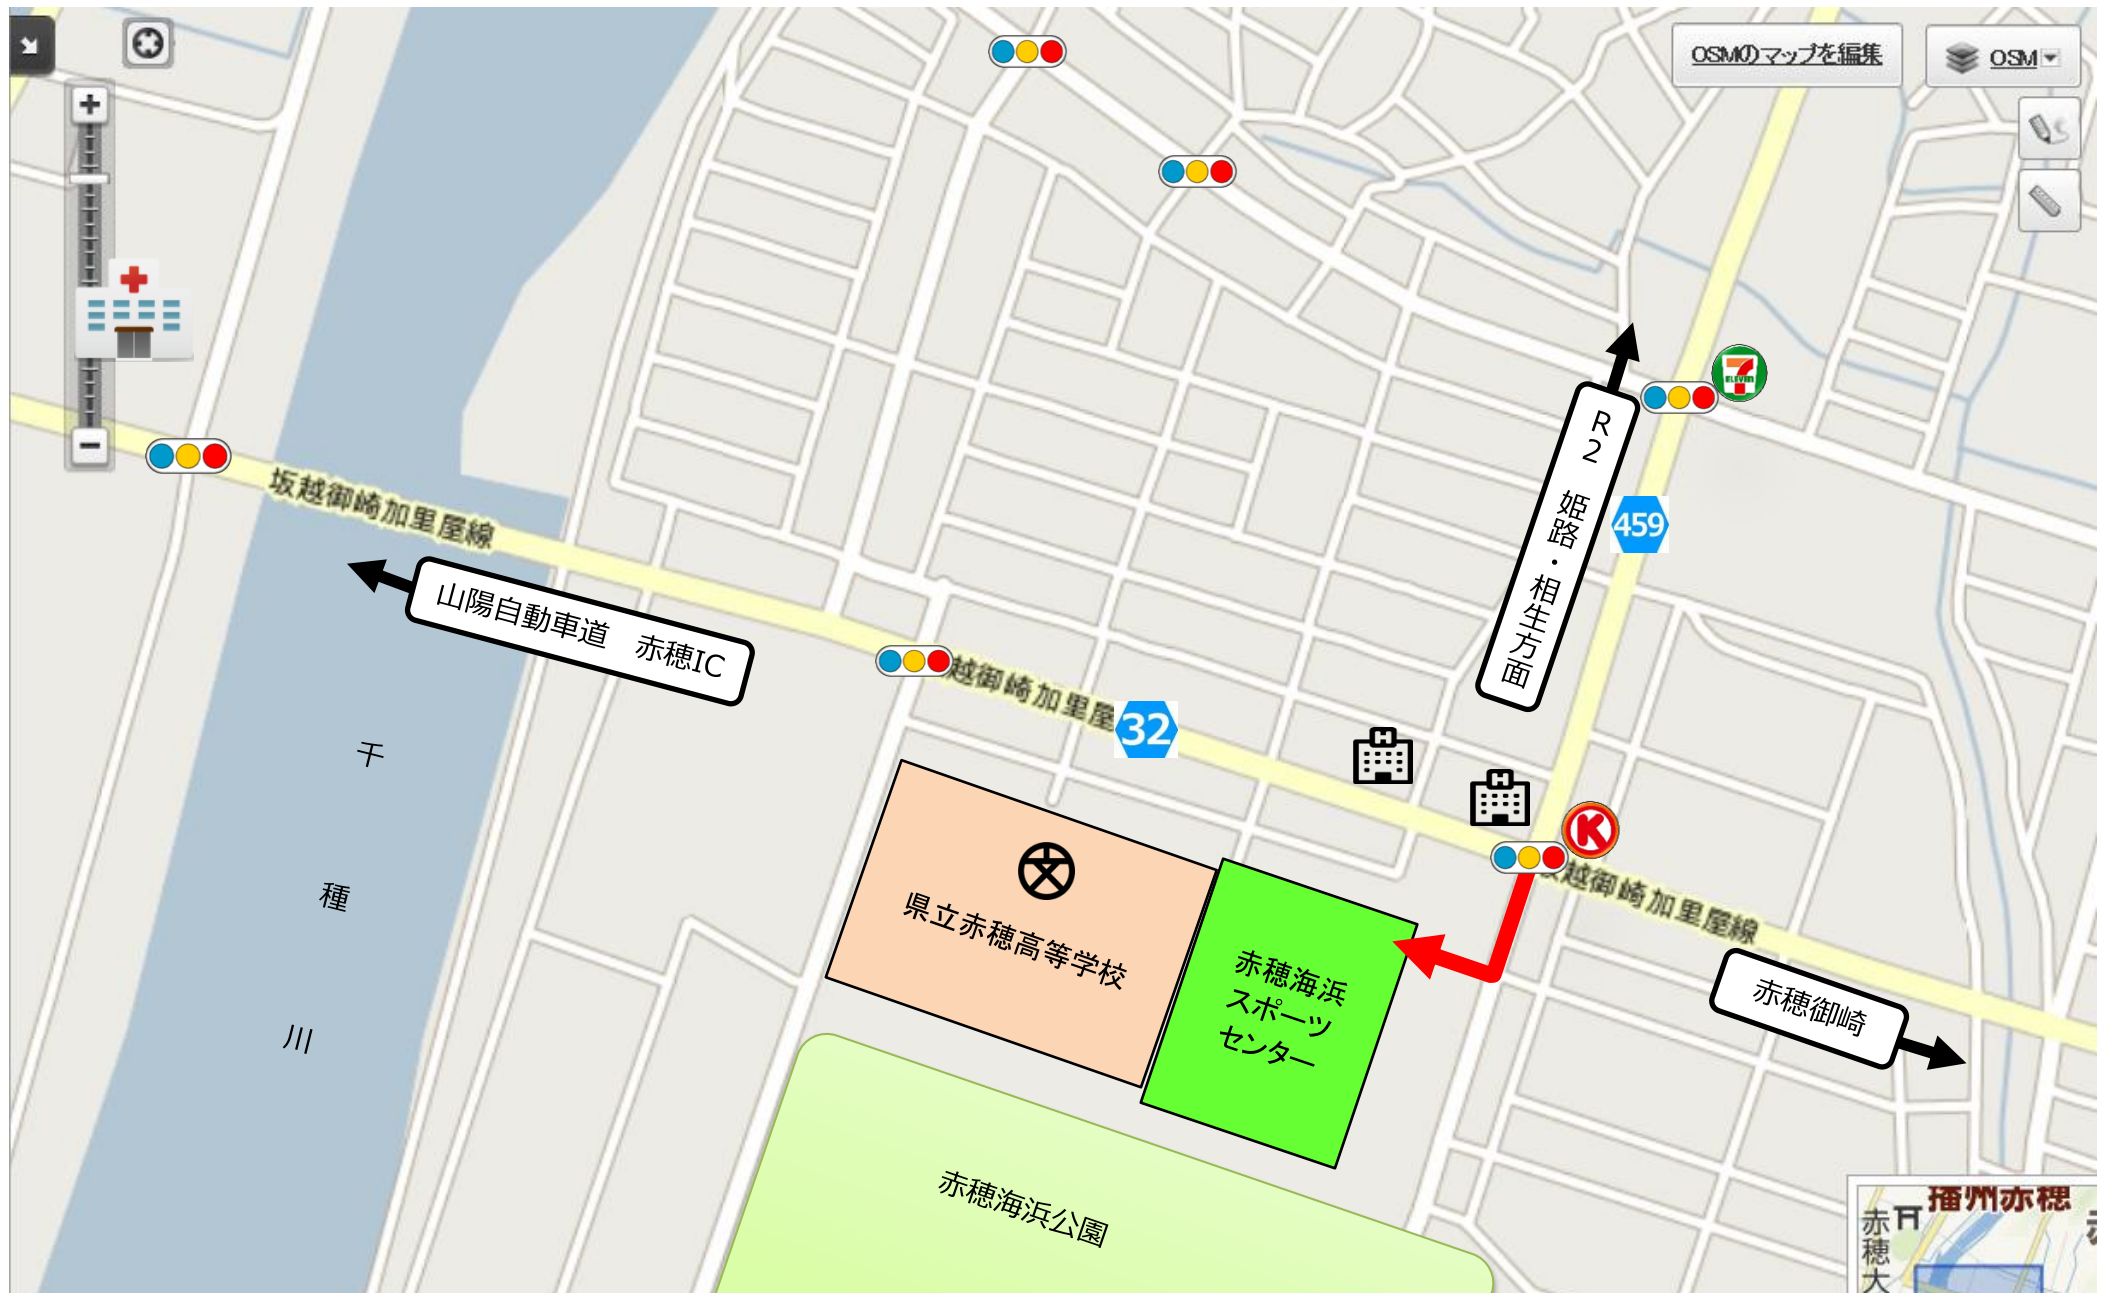 OSMのマップを編集
OSM
7
ELEVEN
R2 姫路・相生方面
459
坂越御崎加里屋線
山陽自動車道 赤穂IC
越御崎加里屋
32
千種川
K
越御崎加里屋線
県立赤穂高等学校
赤穂海浜
スポーツ
センター
赤穂御崎
赤穂海浜公園
播州赤穂
赤穂大